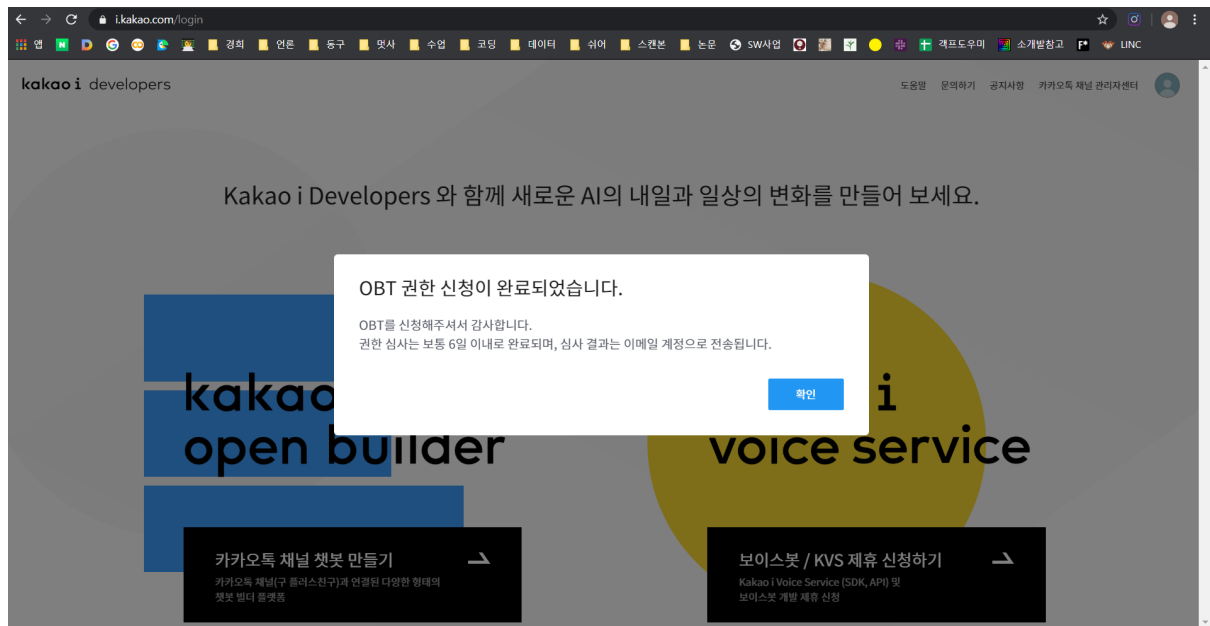 i.kakao.com/login
앱 경희 언론 동구 멋사 수업 코딩 데이터 쉬어 스캔본 논문 SW사업 객프도우미 소개발참고 LINC
kakao i developers
도움말 문의하기 공지사항 카카오톡 채널 관리자센터
Kakao i Developers 와 함께 새로운 AI의 내일과 일상의 변화를 만들어 보세요.
OBT 권한 신청이 완료되었습니다.
OBT를 신청해주셔서 감사합니다.
권한 심사는 보통 6일 이내로 완료되며, 심사 결과는 이메일 계정으로 전송됩니다.
확인
kakao
open builder
i
voice service
카카오톡 채널 챗봇 만들기
카카오톡 채널(구 플러스친구)과 연결된 다양한 형태의
챗봇 빌더 플랫폼
보이스봇 / KVS 제휴 신청하기
Kakao i Voice Service (SDK, API) 및
보이스봇 개발 제휴 신청